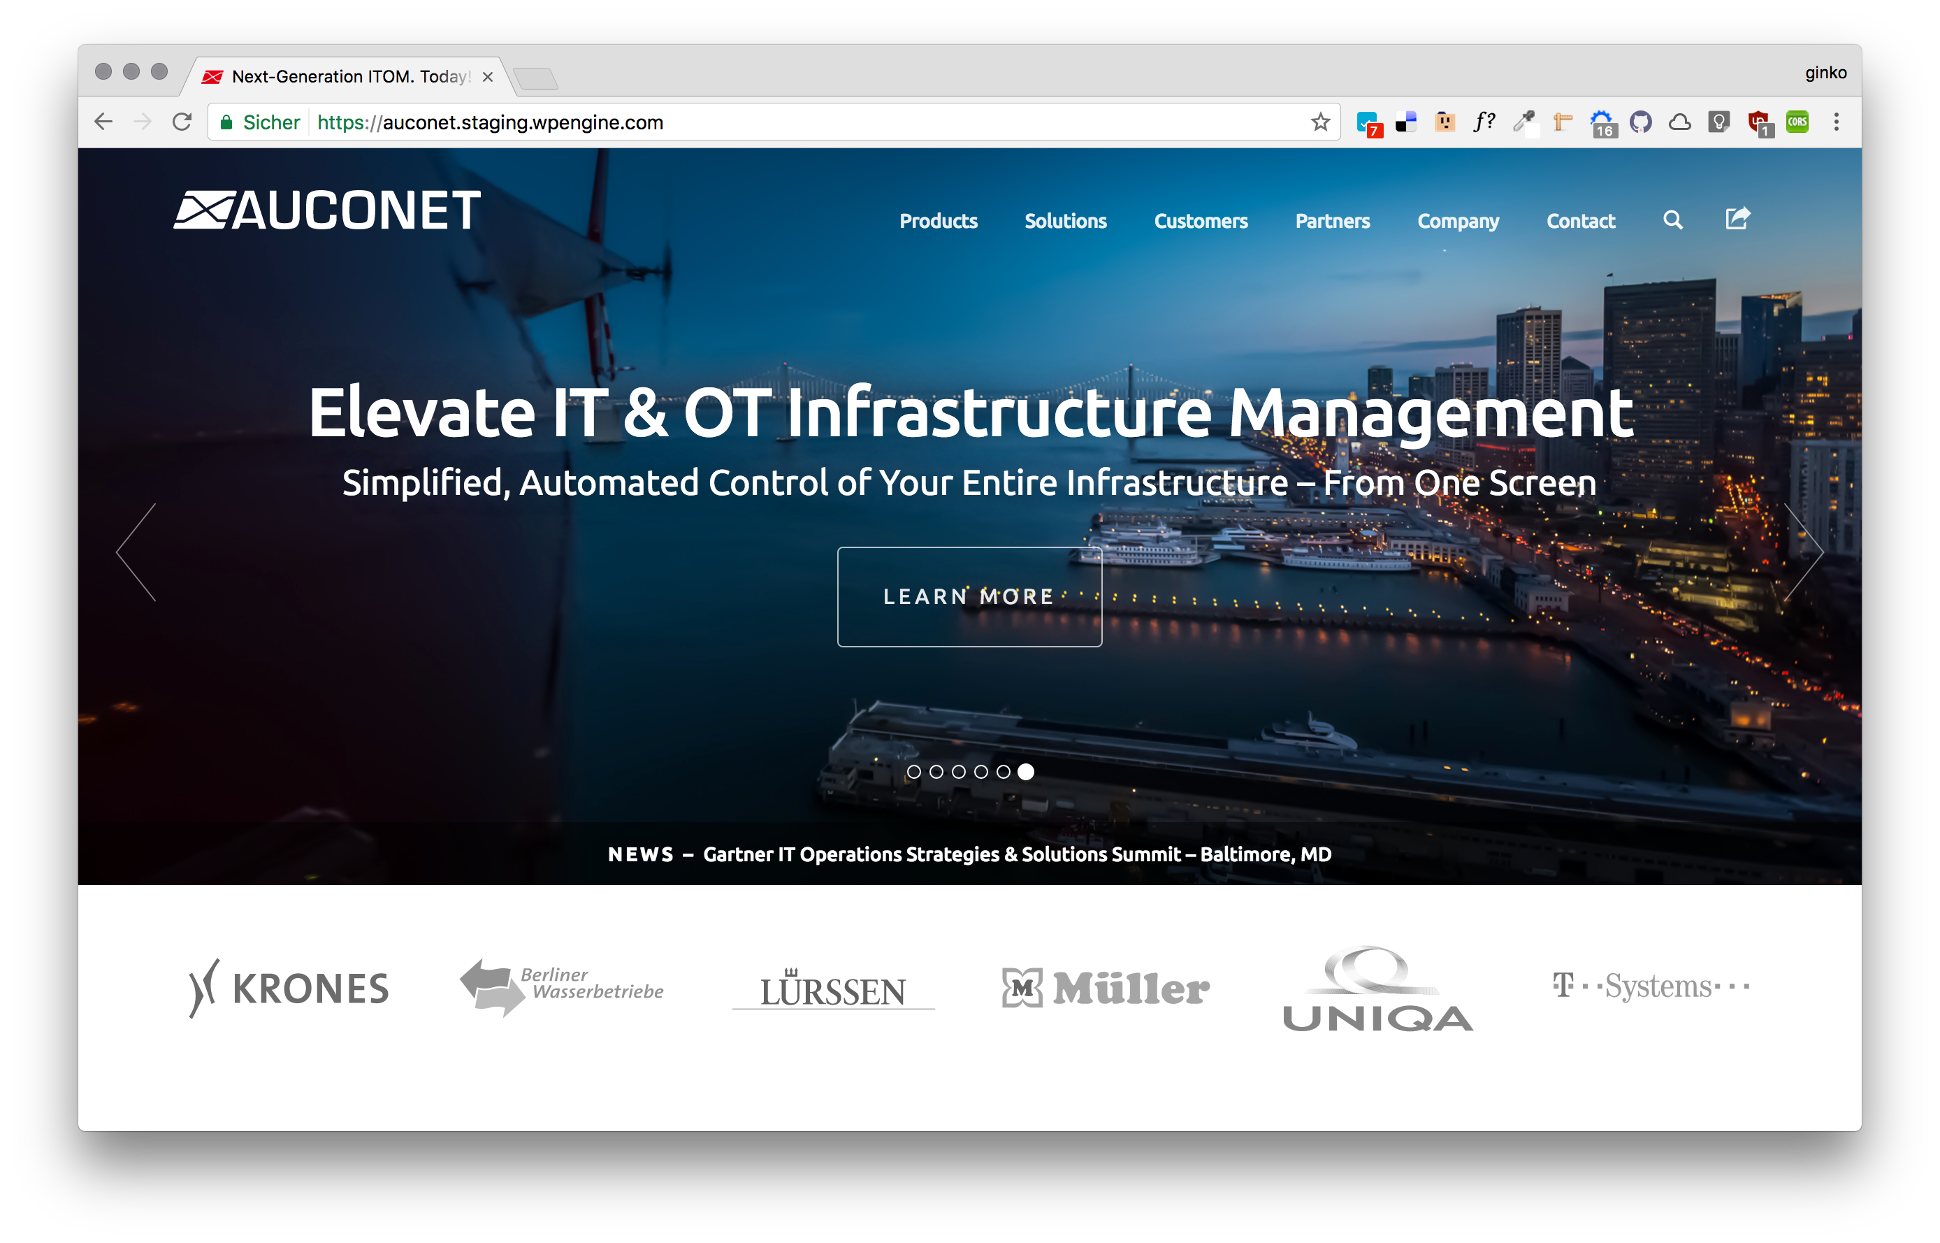 Next-Generation ITOM. Today!
ginko
Sicher https://auconet.staging.wpengine.com
7
f?
16
1
CORS
AUCONET
Products Solutions Customers Partners Company Contact
Elevate IT & OT Infrastructure Management
Simplified, Automated Control of Your Entire Infrastructure – From One Screen
LEARN MORE
NEWS – Gartner IT Operations Strategies & Solutions Summit – Baltimore, MD
KRONES
Berliner
Wasserbetriebe
LÜRSSEN
M Müller
UNIQA
T··Systems···